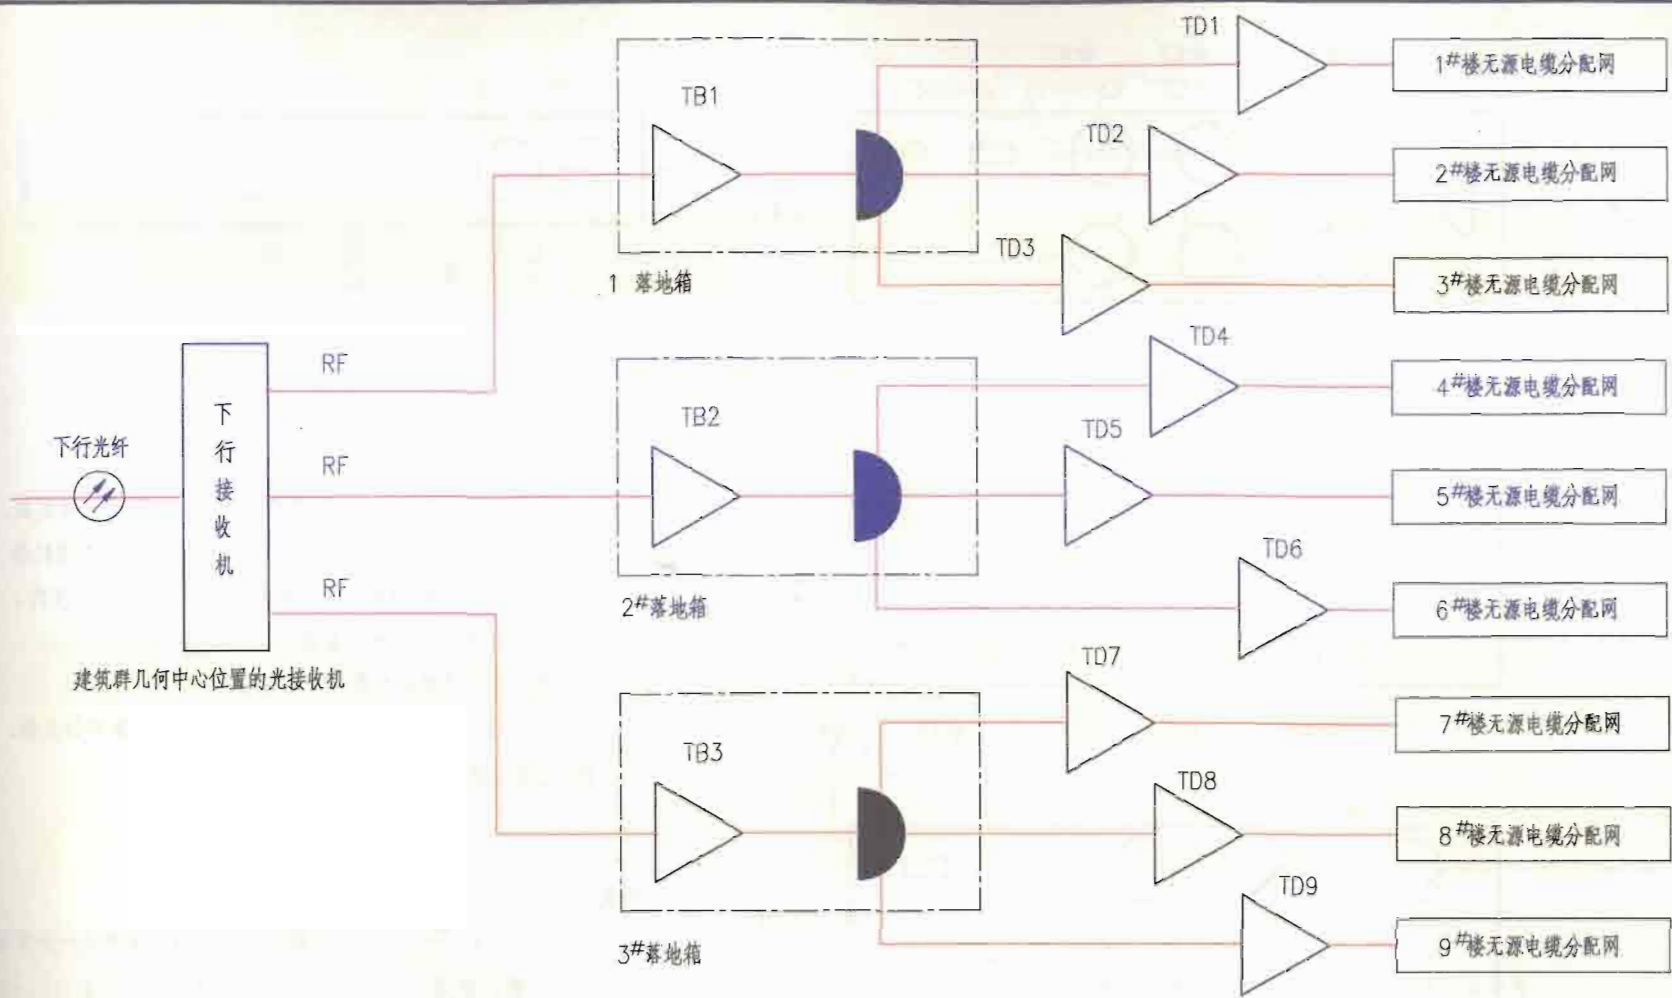 TD1
1#楼无源电缆分配网
TB1
TD2
2#楼无源电缆分配网
TD3
3#楼无源电缆分配网
1 落地箱
RF
TD4
4#楼无源电缆分配网
下行光纤
下行接收机
RF
TB2
TD5
5#楼无源电缆分配网
RF
TD6
6#楼无源电缆分配网
2#落地箱
建筑群几何中心位置的光接收机
TD7
7#楼无源电缆分配网
TB3
TD8
8#楼无源电缆分配网
TD9
9#楼无源电缆分配网
3#落地箱